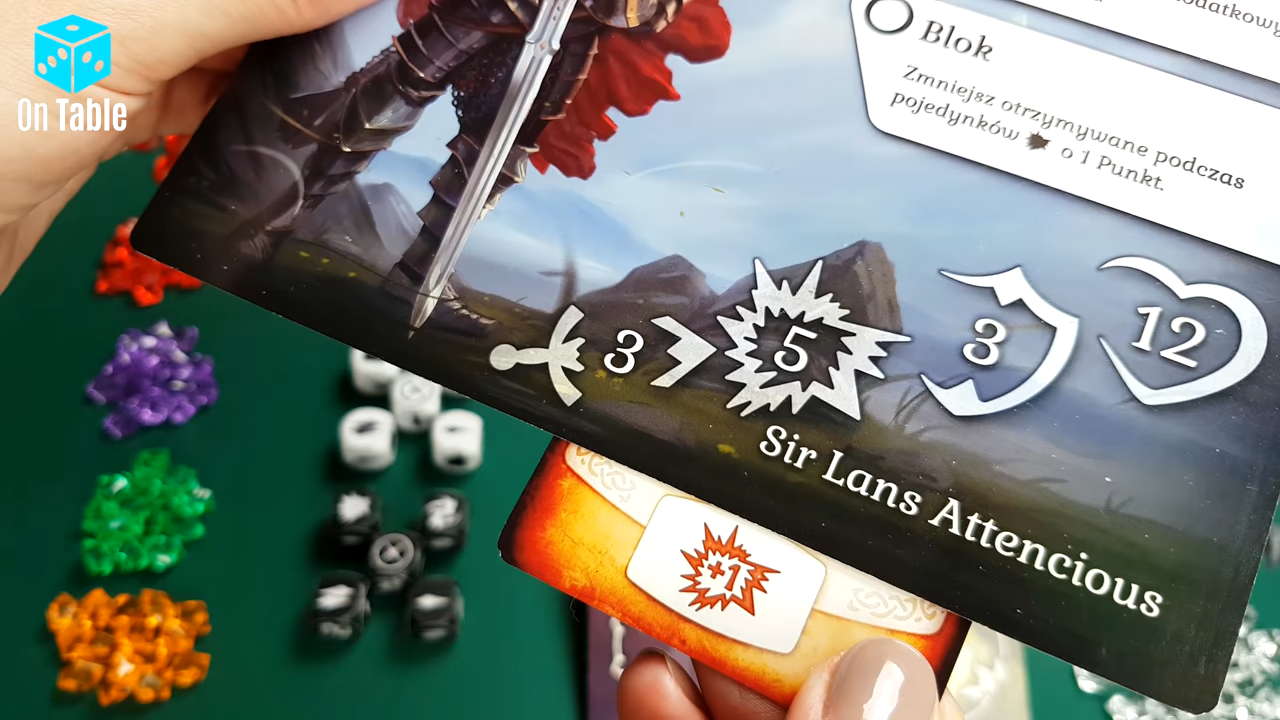 On Table
Blok
Zmniejsz otrzymywane podczas
pojedynków o 1 Punkt.
3
5
3
12
Sir Lans Attencious
+1